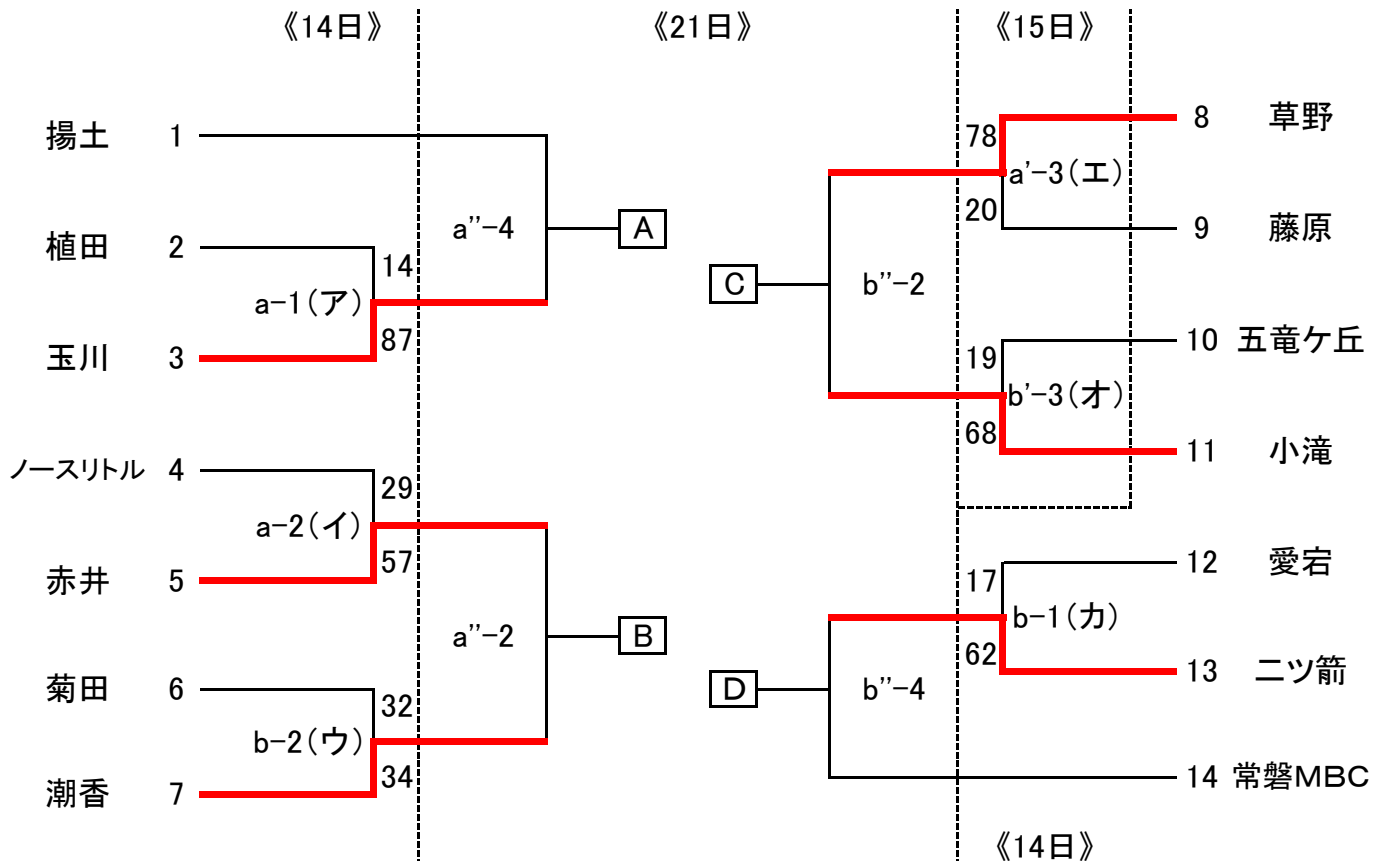 《14日》
《21日》
《15日》
揚土 1
植田 2
14
a-1(ア)
87
玉川 3
a''-4
A
ノースリトル 4
29
a-2(イ)
57
赤井 5
菊田 6
32
b-2(ウ)
34
潮香 7
a''-2
B
78
8 草野
a'-3(エ)
20
9 藤原
C
b''-2
19
10 五竜ケ丘
b'-3(オ)
68
11 小滝
17
12 愛宕
b-1(カ)
62
13 二ツ箭
D
b''-4
14 常磐MBC
《14日》